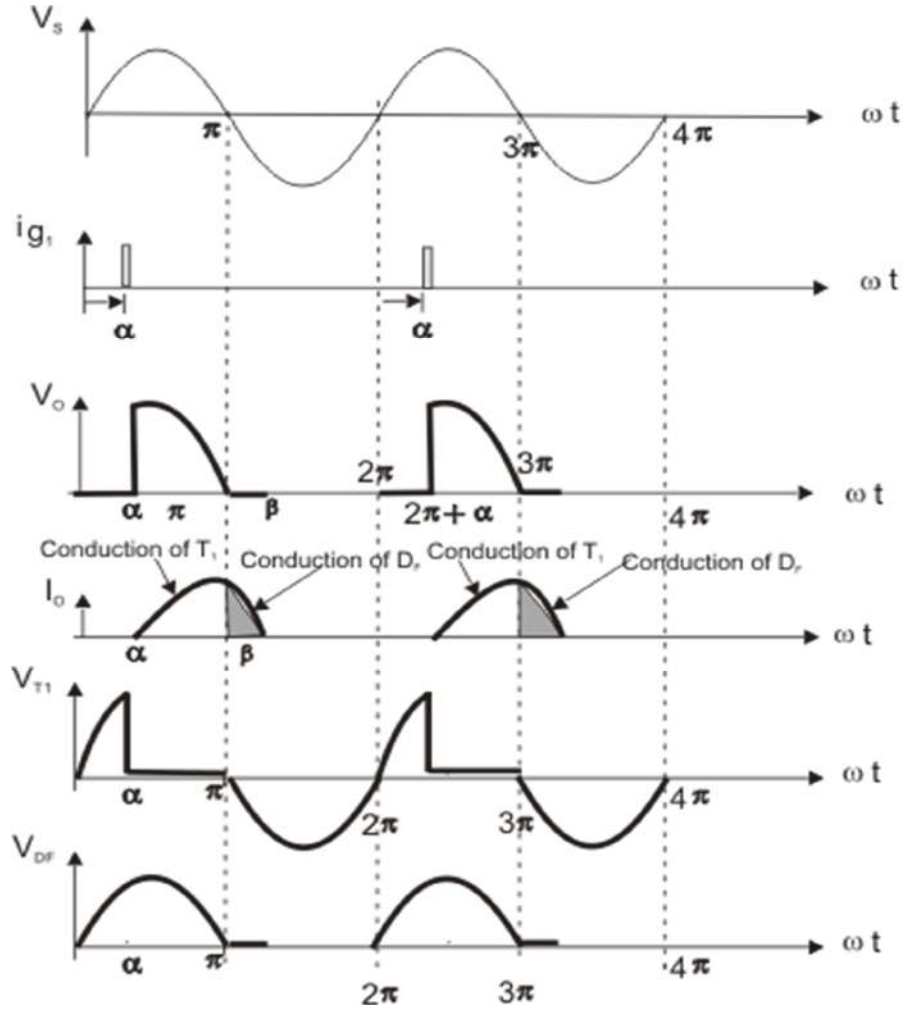 Vs
π
3π
4π
ω t
ig₁
α
α
ω t
Vo
2π
3π
α π β
2π+ α
4π
ω t
Conduction of T₁
Conduction of DF
Conduction of T₁
Conduction of DF
Io
α
β
ω t
VT1
α
π
2π
3π
4π
ω t
VDF
α
π
4π
ω t
2π
3π